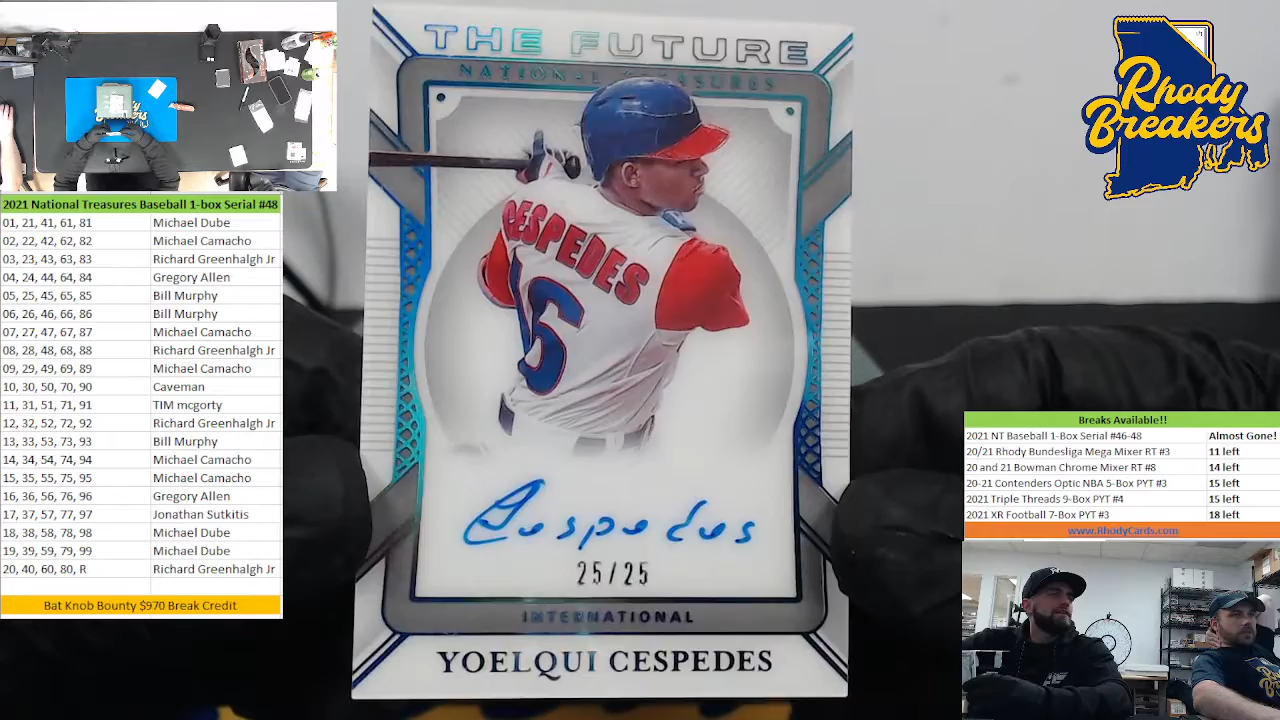 THE FUTURE
NATIONAL TREASURES
CESPEDES
15
Cespedes
25/25
INTERNATIONAL
YOELQUI CESPEDES
Rhody
Breakers
2021 National Treasures Baseball 1-box Serial #48
01, 21, 41, 61, 81 Michael Dube
02, 22, 42, 62, 82 Michael Camacho
03, 23, 43, 63, 83 Richard Greenhalgh Jr
04, 24, 44, 64, 84 Gregory Allen
05, 25, 45, 65, 85 Bill Murphy
06, 26, 46, 66, 86 Bill Murphy
07, 27, 47, 67, 87 Michael Camacho
08, 28, 48, 68, 88 Richard Greenhalgh Jr
09, 29, 49, 69, 89 Michael Camacho
10, 30, 50, 70, 90 Caveman
11, 31, 51, 71, 91 TIM mcgorty
12, 32, 52, 72, 92 Richard Greenhalgh Jr
13, 33, 53, 73, 93 Bill Murphy
14, 34, 54, 74, 94 Michael Camacho
15, 35, 55, 75, 95 Michael Camacho
16, 36, 56, 76, 96 Gregory Allen
17, 37, 57, 77, 97 Jonathan Sutkitis
18, 38, 58, 78, 98 Michael Dube
19, 39, 59, 79, 99 Michael Dube
20, 40, 60, 80, R Richard Greenhalgh Jr
Bat Knob Bounty $970 Break Credit
Breaks Available!!
2021 NT Baseball 1-Box Serial #46-48 Almost Gone!
20/21 Rhody Bundesliga Mega Mixer RT #3 11 left
20 and 21 Bowman Chrome Mixer RT #8 14 left
20-21 Contenders Optic NBA 5-Box PYT #3 15 left
2021 Triple Threads 9-Box PYT #4 15 left
2021 XR Football 7-Box PYT #3 18 left
www.RhodyCards.com